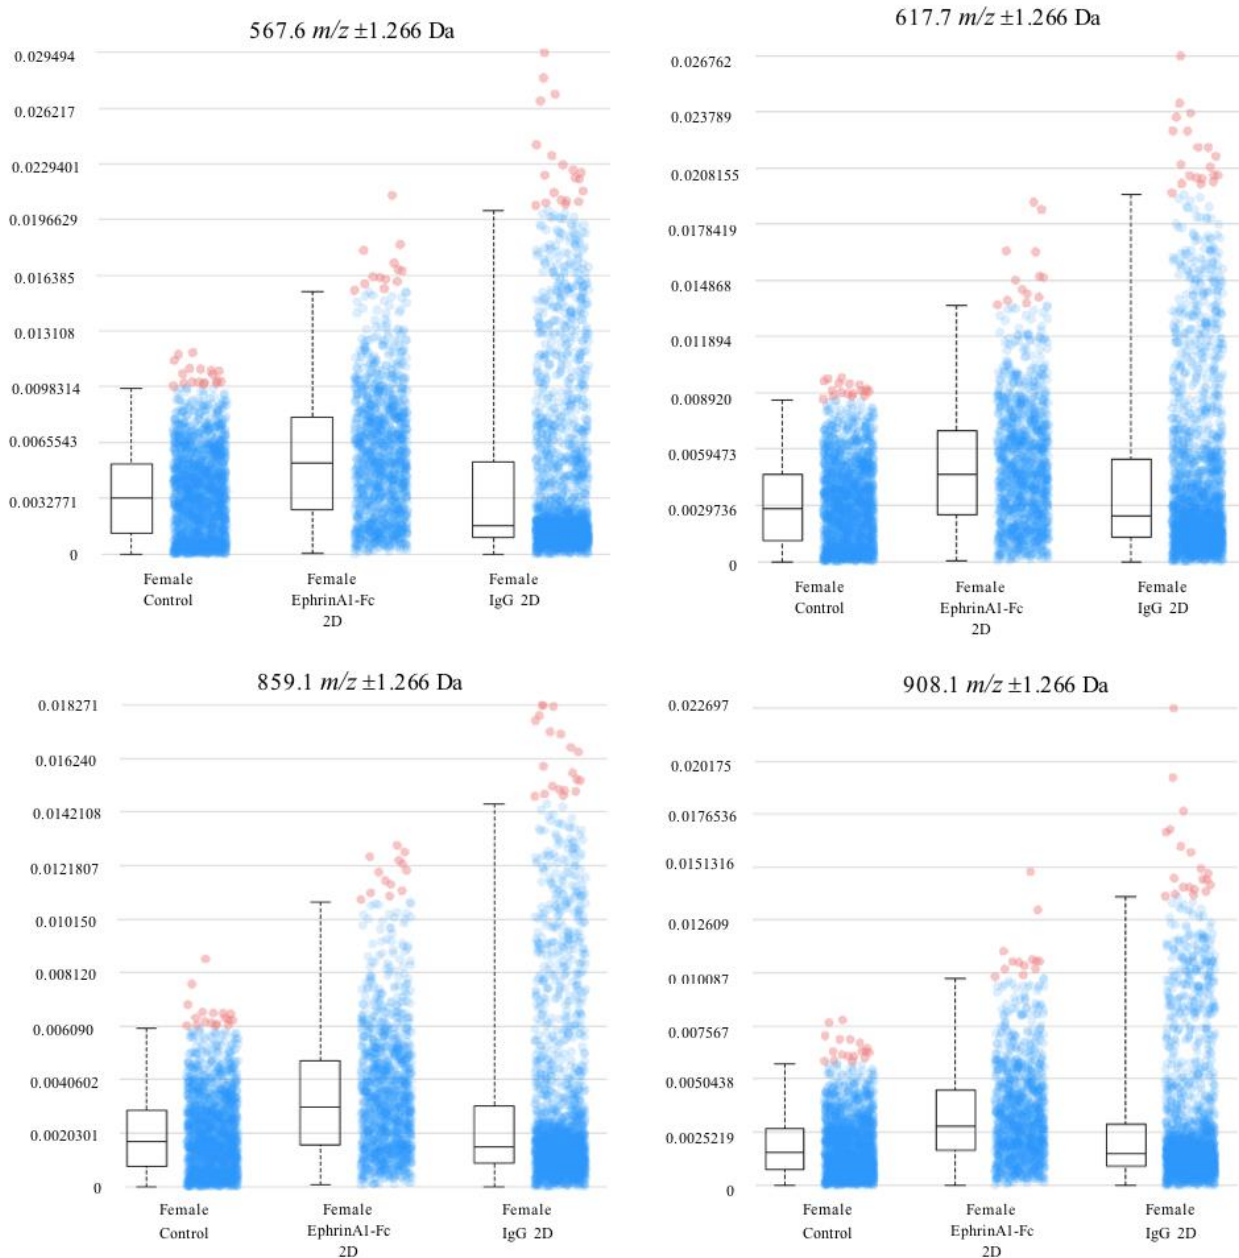 567.6 m/z ±1.266 Da
0.029494
0.026217
0.0229401
0.0196629
0.016385
0.013108
0.0098314
0.0065543
0.0032771
0
Female
Control
Female
EphrinA1-Fc
2D
Female
IgG 2D
617.7 m/z ±1.266 Da
0.026762
0.023789
0.0208155
0.0178419
0.014868
0.011894
0.008920
0.0059473
0.0029736
0
Female
Control
Female
EphrinA1-Fc
2D
Female
IgG 2D
859.1 m/z ±1.266 Da
0.018271
0.016240
0.0142108
0.0121807
0.010150
0.008120
0.006090
0.0040602
0.0020301
0
Female
Control
Female
EphrinA1-Fc
2D
Female
IgG 2D
908.1 m/z ±1.266 Da
0.022697
0.020175
0.0176536
0.0151316
0.012609
0.010087
0.007567
0.0050438
0.0025219
0
Female
Control
Female
EphrinA1-Fc
2D
Female
IgG 2D